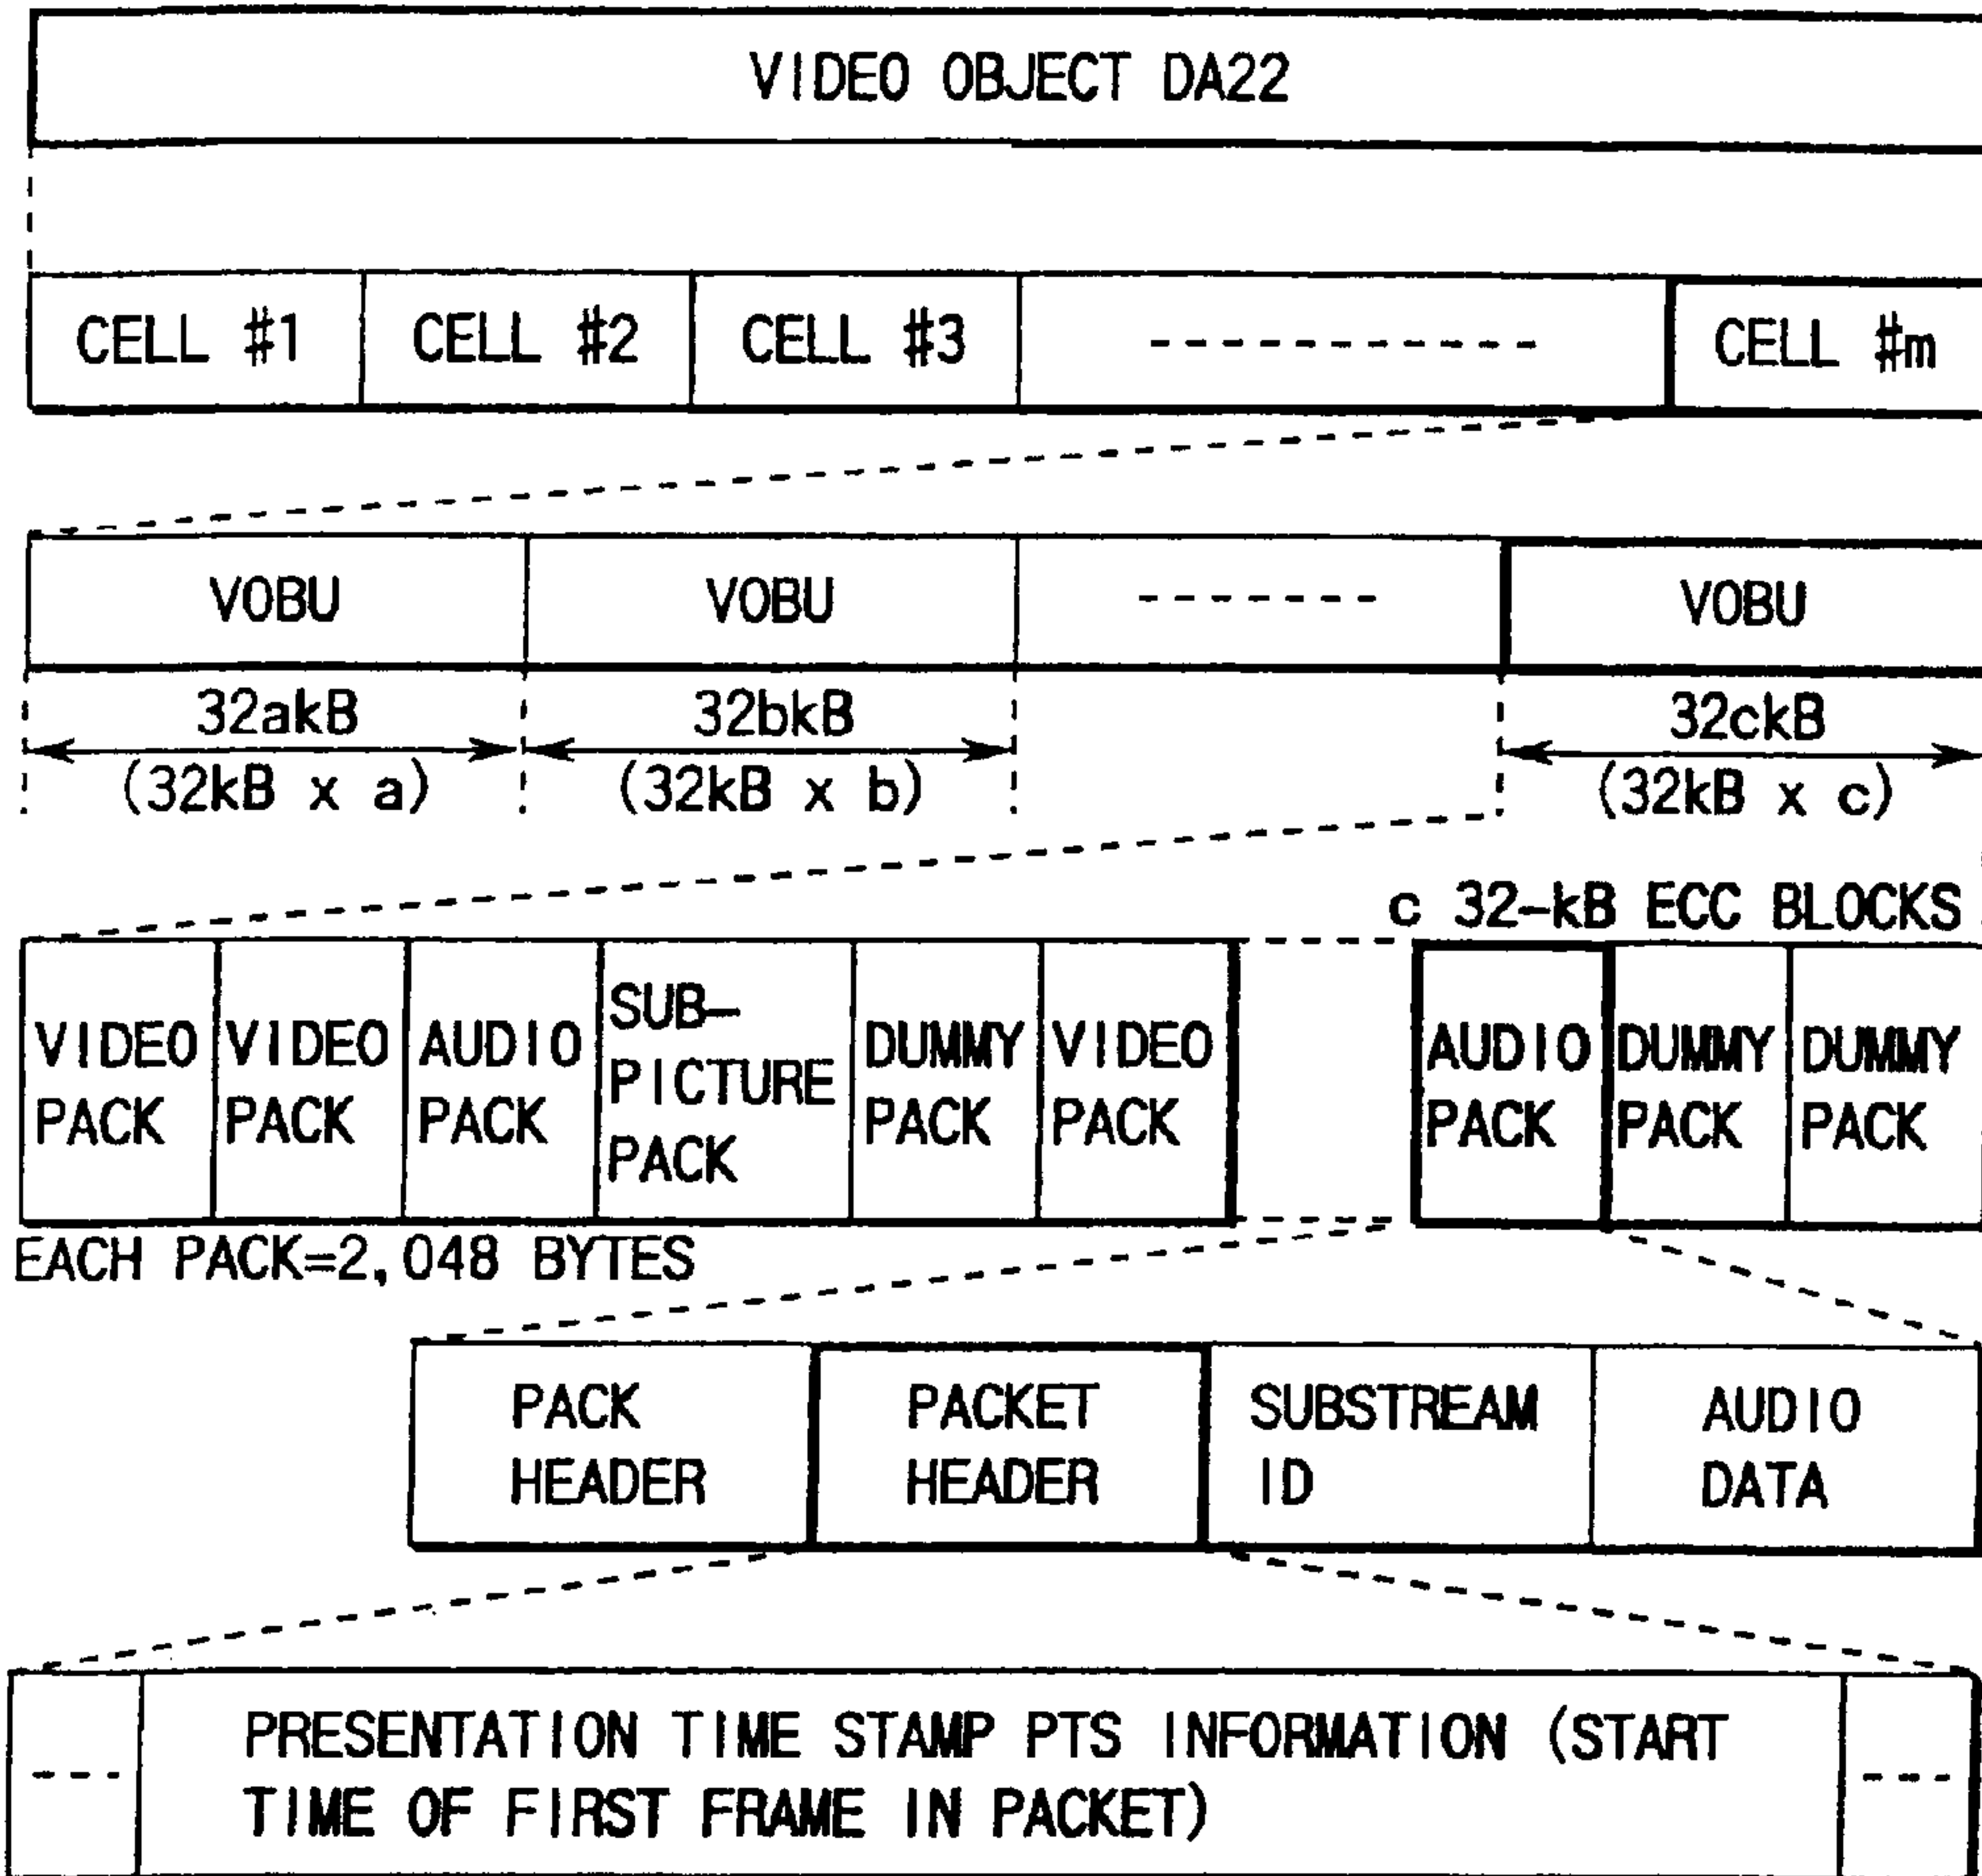 VIDEO OBJECT DA22
CELL #1 CELL #2 CELL #3 ----------- CELL #m
VOBU VOBU ------- VOBU
32akB 32bkB 32ckB
(32kB x a) (32kB x b) (32kB x c)
c 32-kB ECC BLOCKS
VIDEO PACK
VIDEO PACK
AUDIO PACK
SUB-
PICTURE
PACK
DUMMY PACK
VIDEO PACK
AUDIO PACK
DUMMY PACK
DUMMY PACK
EACH PACK=2,048 BYTES
PACK HEADER
PACKET HEADER
SUBSTREAM ID
AUDIO DATA
--- PRESENTATION TIME STAMP PTS INFORMATION (START
TIME OF FIRST FRAME IN PACKET) ---